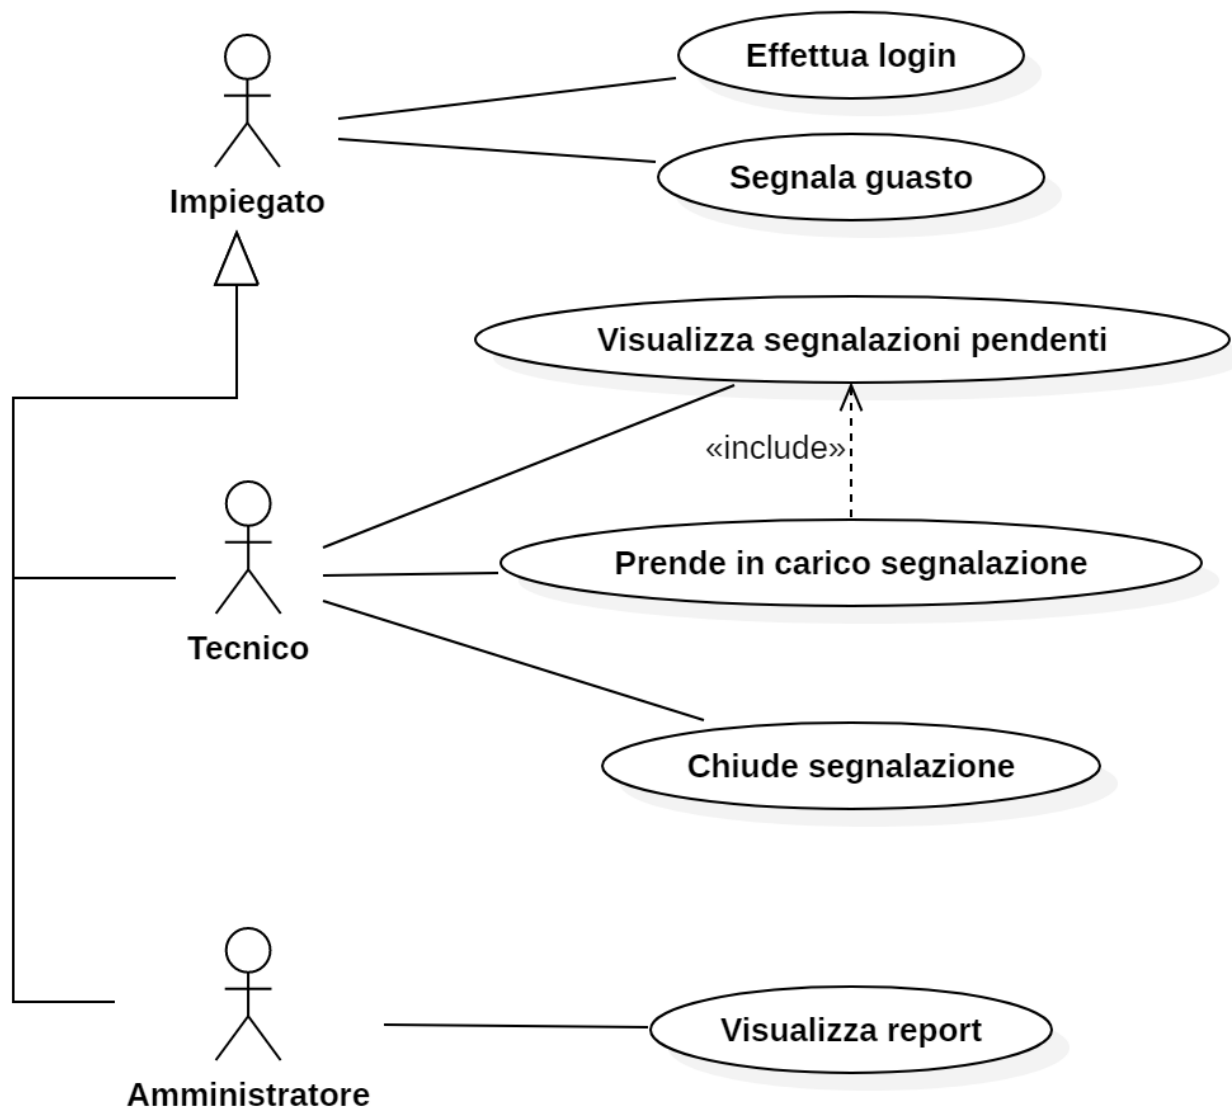 Effettua login
Segnala guasto
Impiegato
Visualizza segnalazioni pendenti
«include»
Prende in carico segnalazione
Tecnico
Chiude segnalazione
Visualizza report
Amministratore